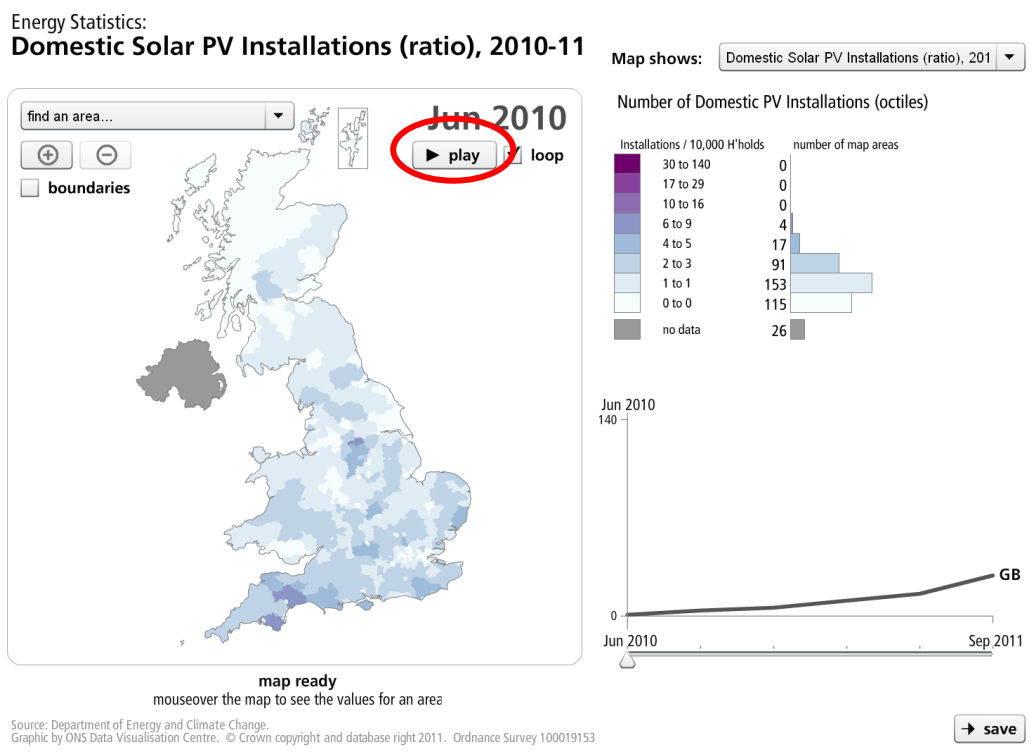 Energy Statistics:
Domestic Solar PV Installations (ratio), 2010-11
Map shows:
Domestic Solar PV Installations (ratio), 201
find an area...
Jun 2010
play
loop
boundaries
Number of Domestic PV Installations (octiles)
Installations / 10,000 H'holds
number of map areas
30 to 140 0
17 to 29 0
10 to 16 0
6 to 9 4
4 to 5 17
2 to 3 91
1 to 1 153
0 to 0 115
no data 26
Jun 2010
140
GB
0
Jun 2010
Sep 2011
map ready
mouseover the map to see the values for an area
Source: Department of Energy and Climate Change.
Graphic by ONS Data Visualisation Centre. © Crown copyright and database right 2011. Ordnance Survey 100019153
save